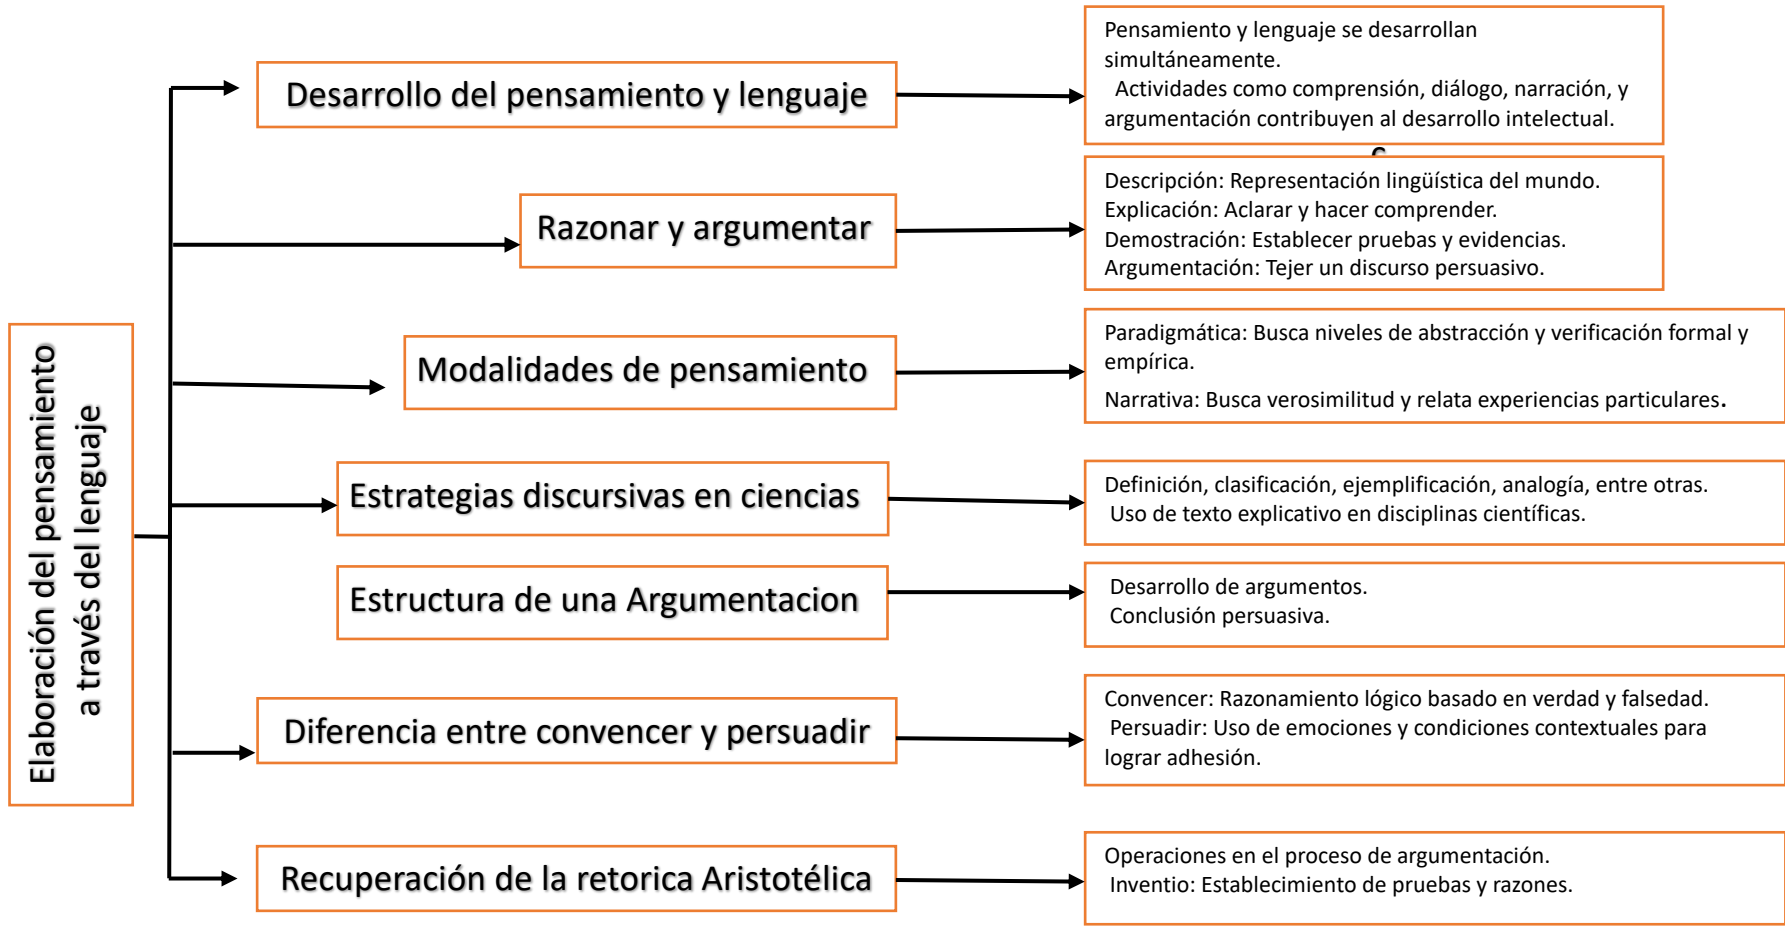 Elaboración del pensamiento
a través del lenguaje
Desarrollo del pensamiento y lenguaje
Pensamiento y lenguaje se desarrollan
simultáneamente.
Actividades como comprensión, diálogo, narración, y
argumentación contribuyen al desarrollo intelectual.
Razonar y argumentar
Descripción: Representación lingüística del mundo.
Explicación: Aclarar y hacer comprender.
Demostración: Establecer pruebas y evidencias.
Argumentación: Tejer un discurso persuasivo.
Modalidades de pensamiento
Paradigmática: Busca niveles de abstracción y verificación formal y
empírica.
Narrativa: Busca verosimilitud y relata experiencias particulares.
Estrategias discursivas en ciencias
Definición, clasificación, ejemplificación, analogía, entre otras.
Uso de texto explicativo en disciplinas científicas.
Estructura de una Argumentacion
Desarrollo de argumentos.
Conclusión persuasiva.
Diferencia entre convencer y persuadir
Convencer: Razonamiento lógico basado en verdad y falsedad.
Persuadir: Uso de emociones y condiciones contextuales para
lograr adhesión.
Recuperación de la retorica Aristotélica
Operaciones en el proceso de argumentación.
Inventio: Establecimiento de pruebas y razones.